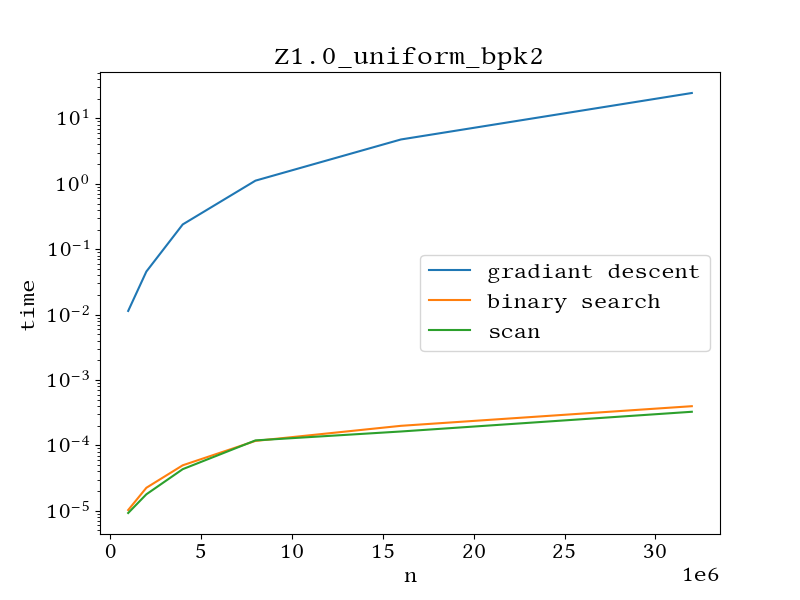 Z1.0_uniform_bpk2
time
10^1
10^0
10^-1
10^-2
10^-3
10^-4
10^-5
gradiant descent
binary search
scan
0 5 10 15 20 25 30
n
1e6